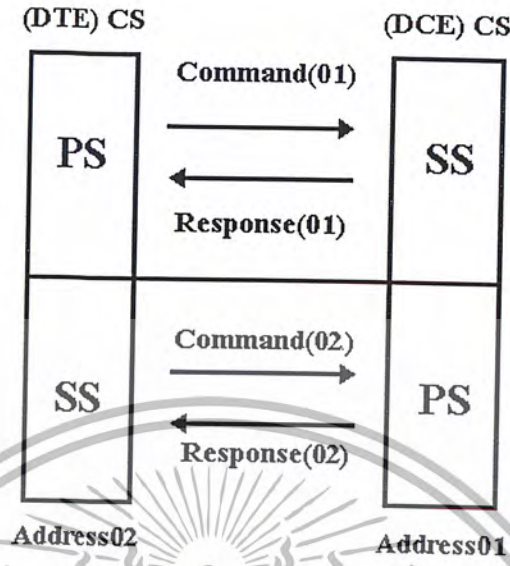 (DTE) CS (DCE) CS
Command(01)
PS SS
Response(01)
Command(02)
SS PS
Response(02)
Address02 Address01